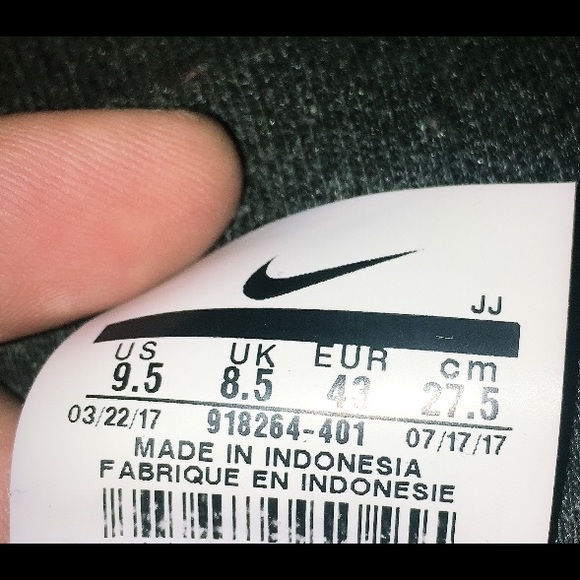 JJ
US UK EUR cm
9.5 8.5 43 27.5
03/22/17 918264-401 07/17/17
MADE IN INDONESIA
FABRIQUE EN INDONESIE